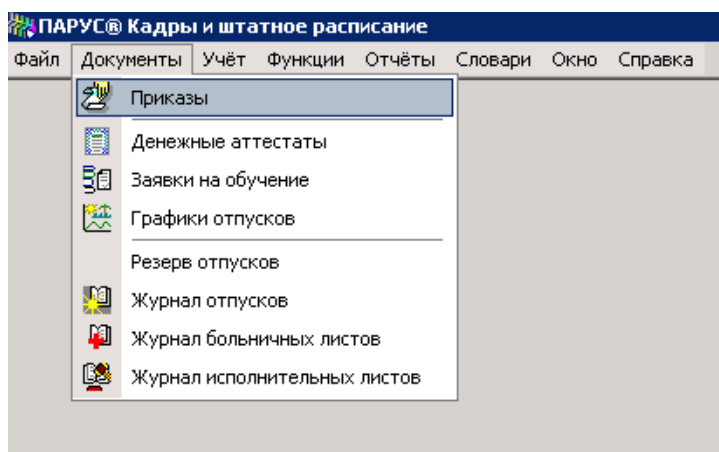 ПАРУС® Кадры и штатное расписание
Файл Документы Учёт Функции Отчёты Словари Окно Справка
Приказы
Денежные аттестаты
Заявки на обучение
Графики отпусков
Резерв отпусков
Журнал отпусков
Журнал больничных листов
Журнал исполнительных листов